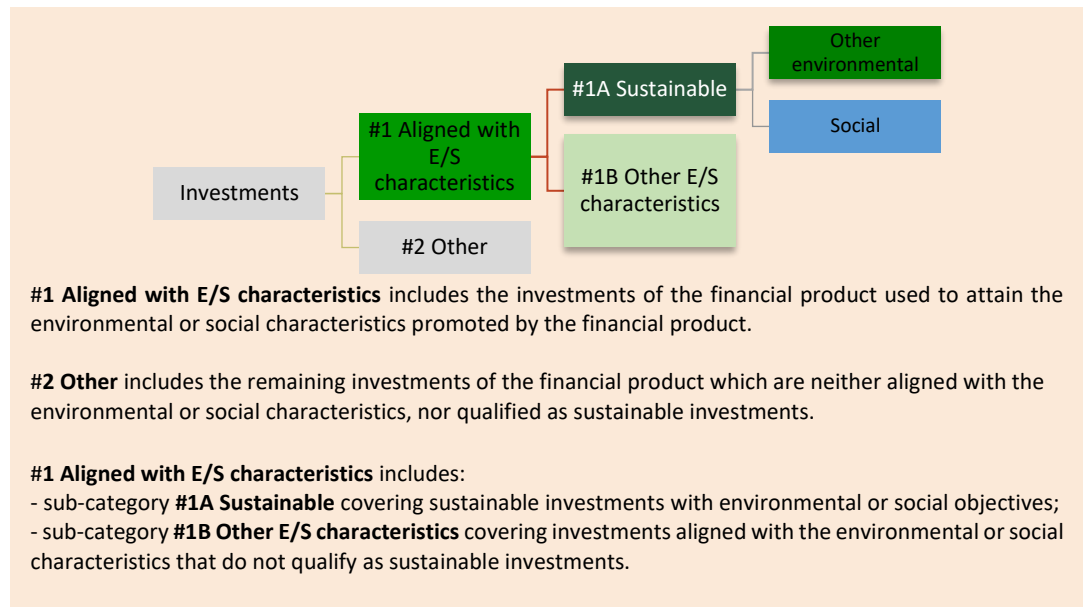 Other
environmental
#1A Sustainable
Social
#1 Aligned with
E/S
characteristics
#1B Other E/S
characteristics
Investments
#2 Other
#1 Aligned with E/S characteristics includes the investments of the financial product used to attain the
environmental or social characteristics promoted by the financial product.
#2 Other includes the remaining investments of the financial product which are neither aligned with the
environmental or social characteristics, nor qualified as sustainable investments.
#1 Aligned with E/S characteristics includes:
- sub-category #1A Sustainable covering sustainable investments with environmental or social objectives;
- sub-category #1B Other E/S characteristics covering investments aligned with the environmental or social
characteristics that do not qualify as sustainable investments.